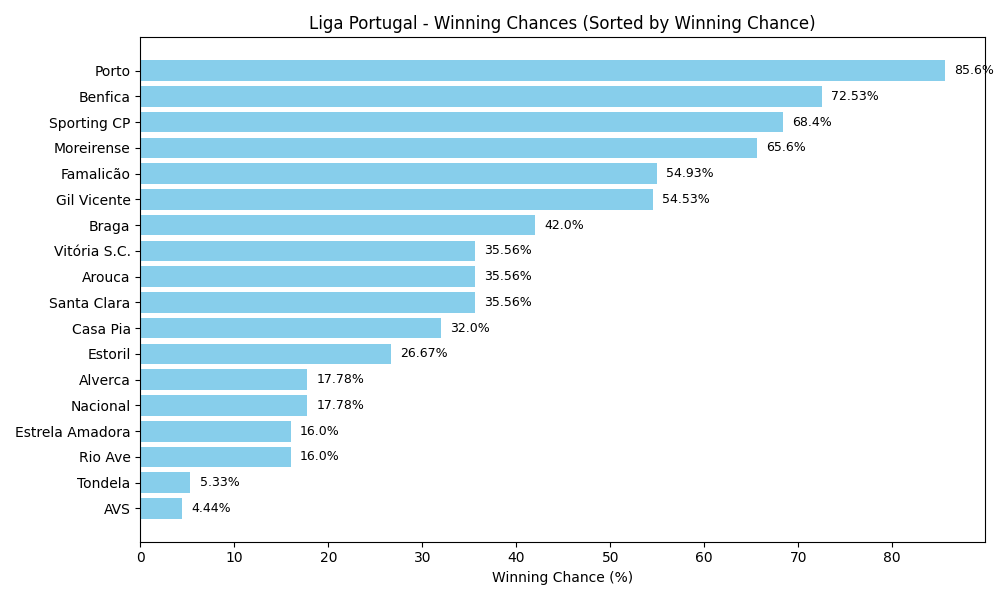 Liga Portugal - Winning Chances (Sorted by Winning Chance)
Porto 85.6%
Benfica 72.53%
Sporting CP 68.4%
Moreirense 65.6%
Famalicão 54.93%
Gil Vicente 54.53%
Braga 42.0%
Vitória S.C. 35.56%
Arouca 35.56%
Santa Clara 35.56%
Casa Pia 32.0%
Estoril 26.67%
Alverca 17.78%
Nacional 17.78%
Estrela Amadora 16.0%
Rio Ave 16.0%
Tondela 5.33%
AVS 4.44%
0 10 20 30 40 50 60 70 80
Winning Chance (%)